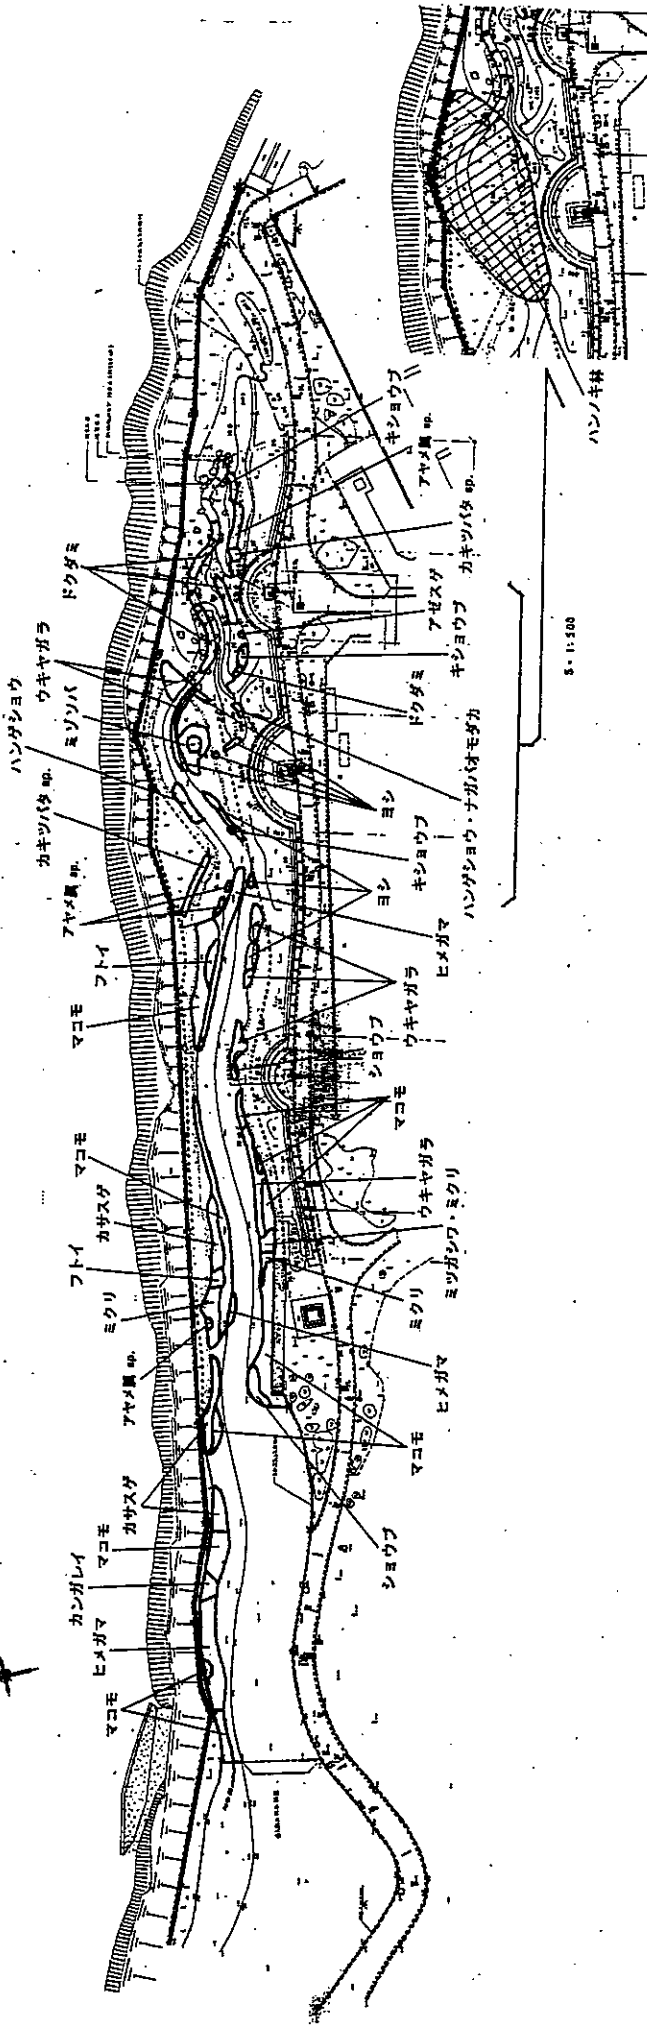 マコモ
ヒメガマ
カンガレイ
マコモ
カサスゲ
アヤメ属 sp.
ミクリ
フトイ
カサスゲ
マコモ
マコモ
フトイ
アヤメ属 sp.
カキツバタ sp.
ハンゲショウ
ミゾソバ
ウキヤガラ
ドクダミ
ショウブ
マコモ
ヒメガマ
ミクリ
ミツガシワ・ミクリ
ウキヤガラ
マコモ
ショウブ
ウキヤガラ
ヒメガマ
ヨシ
キショウブ
ハンゲショウ・ナガバオモダカ
ヨシ
ドクダミ
キショウブ
アゼスゲ
カキツバタ sp.
アヤメ属 sp.
キショウブ
S = 1:500
ハンノキ林